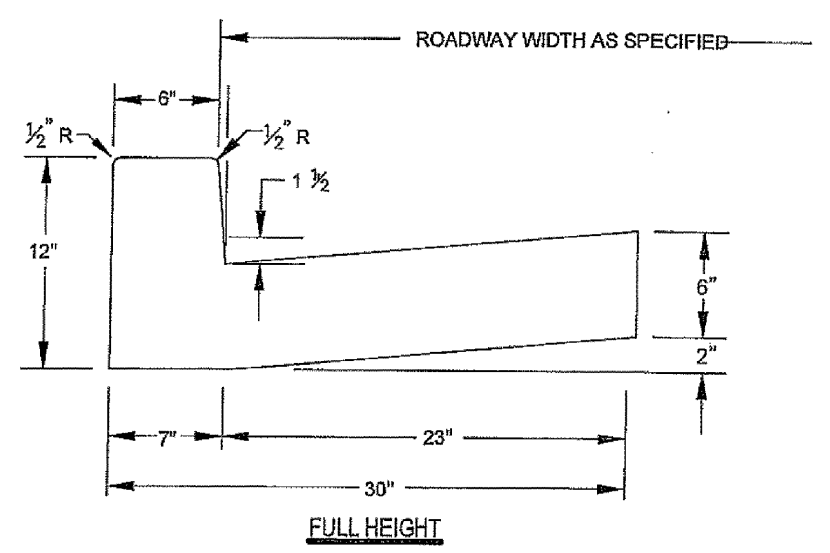 ROADWAY WIDTH AS SPECIFIED
6"
½" R
½" R
1 ½
12"
6"
2"
7"
23"
30"
FULL HEIGHT